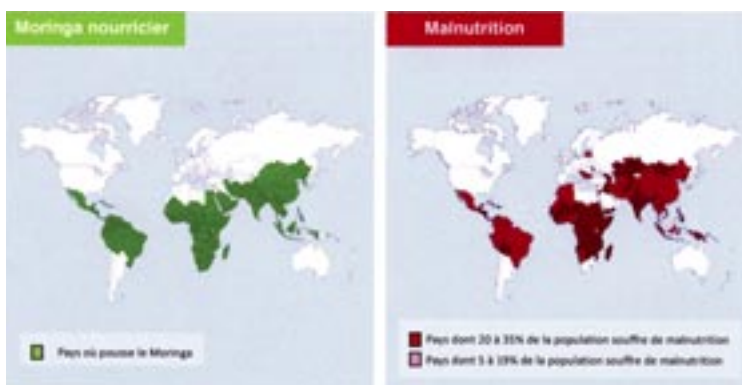 Moringa nourricier
Malnutrition
Pays où pousse le Moringa
Pays dont 20 à 35% de la population souffre de malnutrition
Pays dont 5 à 19% de la population souffre de malnutrition